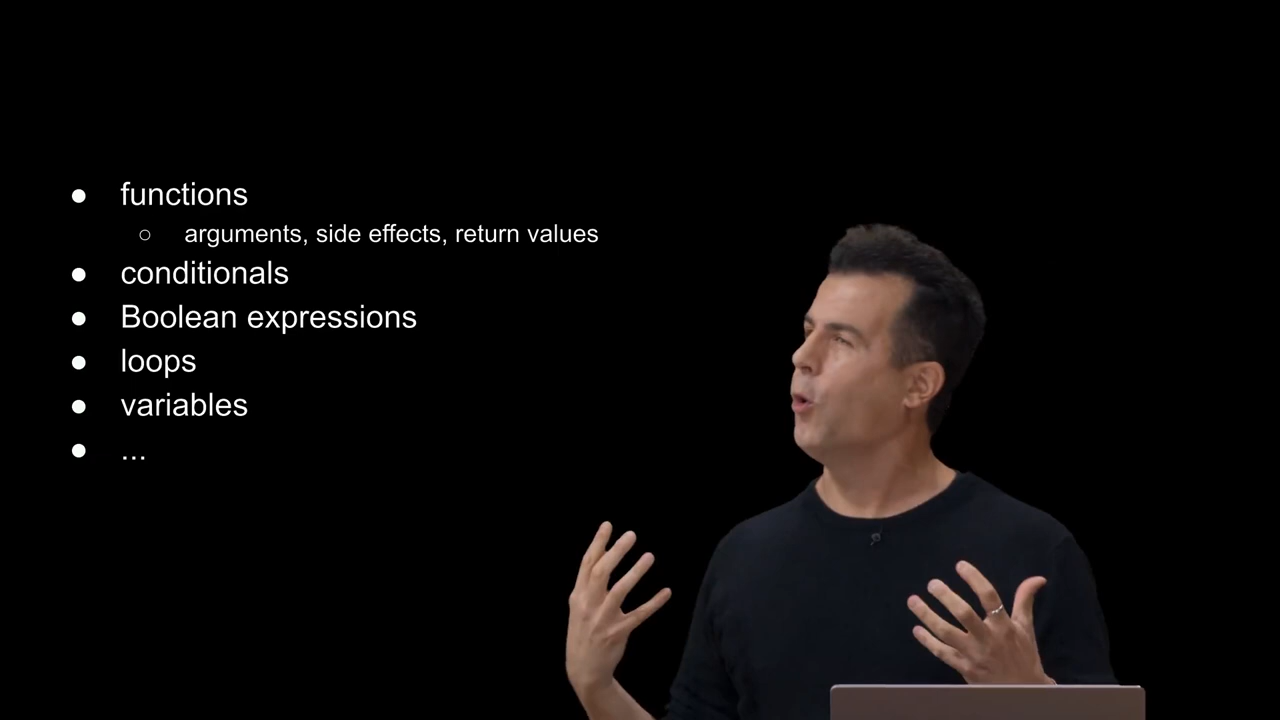 ● functions
○ arguments, side effects, return values
● conditionals
● Boolean expressions
● loops
● variables
● ...